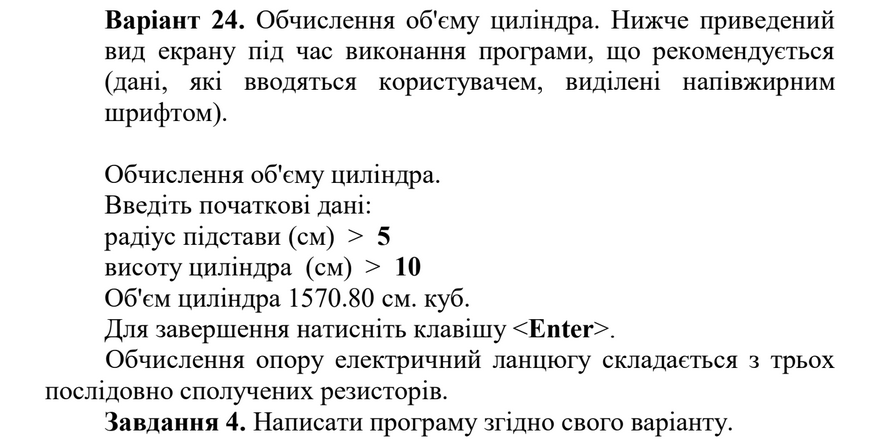 Варіант 24. Обчислення об'єму циліндра. Нижче приведений
вид екрану під час виконання програми, що рекомендується
(дані, які вводяться користувачем, виділені напівжирним
шрифтом).
Обчислення об'єму циліндра.
Введіть початкові дані:
радіус підстави (см) > 5
висоту циліндра (см) > 10
Об'єм циліндра 1570.80 см. куб.
Для завершення натисніть клавішу <Enter>.
Обчислення опору електричний ланцюгу складається з трьох
послідовно сполучених резисторів.
Завдання 4. Написати програму згідно свого варіанту.